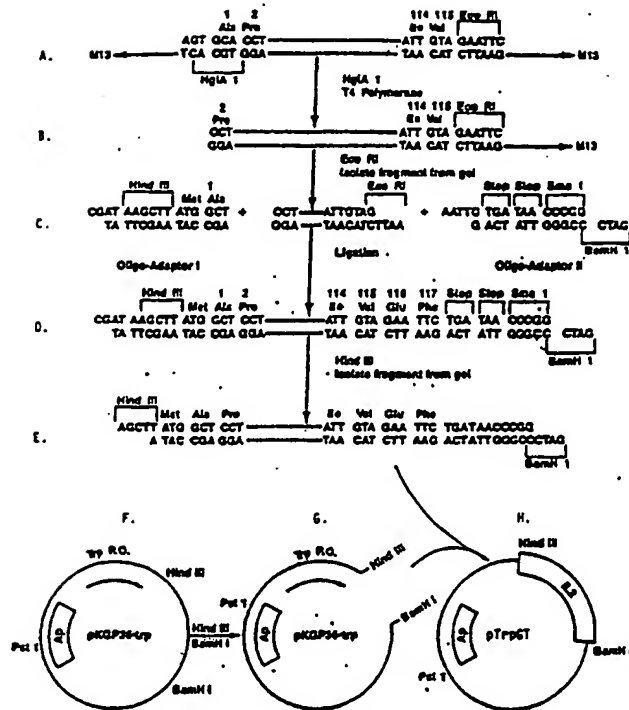 1 2 114 115 Eco RI
Ala Pro Ile Val
A. AGT GCA CCT ATT GTA GAATTC
M13 TCA CGT GGA TAA CAT CTTAAG M13
HgiA 1
HgiA 1
T4 Polymerase
2 114 115 Eco RI
Pro Ile Val
B. CCT ATT GTA GAATTC
GGA TAA CAT CTTAAG M13
Eco RI
Isolate fragment from gel
Hind III 1 Eco RI Stop Stop Sma 1
Met Ala
C. CGAT AAGCTT ATG GCT + CCT ATTGTAG + AATTC TGA TAA CCCGG
TA TTCGAA TAC CGA GGA TAACATCTTAA G ACT ATT GGGCC CTAG
BamH 1
Oligo-Adaptor I Ligation Oligo-Adaptor II
Hind III 1 2 114 115 116 117 Stop Stop Sma 1
Met Ala Pro Ile Val Glu Phe
D. CGAT AAGCTT ATG GCT CCT ATT GTA GAA TTC TGA TAA CCCGG
TA TTCGAA TAC CGA GGA TAA CAT CTT AAG ACT ATT GGGCC CTAG
BamH 1
Hind III
Isolate fragment from gel
Hind III
Met Ala Pro Ile Val Glu Phe
E. AGCTT ATG GCT CCT ATT GTA GAA TTC TGATAACCCGG
A TAC CGA GGA TAA CAT CTT AAG ACTATTGGGCCCTAG
BamH 1
F. G. H.
Trp P.O. Hind III Trp P.O. Hind III Hind III
Pst 1 Pst 1
Ap pKGP36-trp Hind III Ap pKGP36-trp BamH I Ap pTrpGT
BamH I
Pst 1 BamH I
BamH I